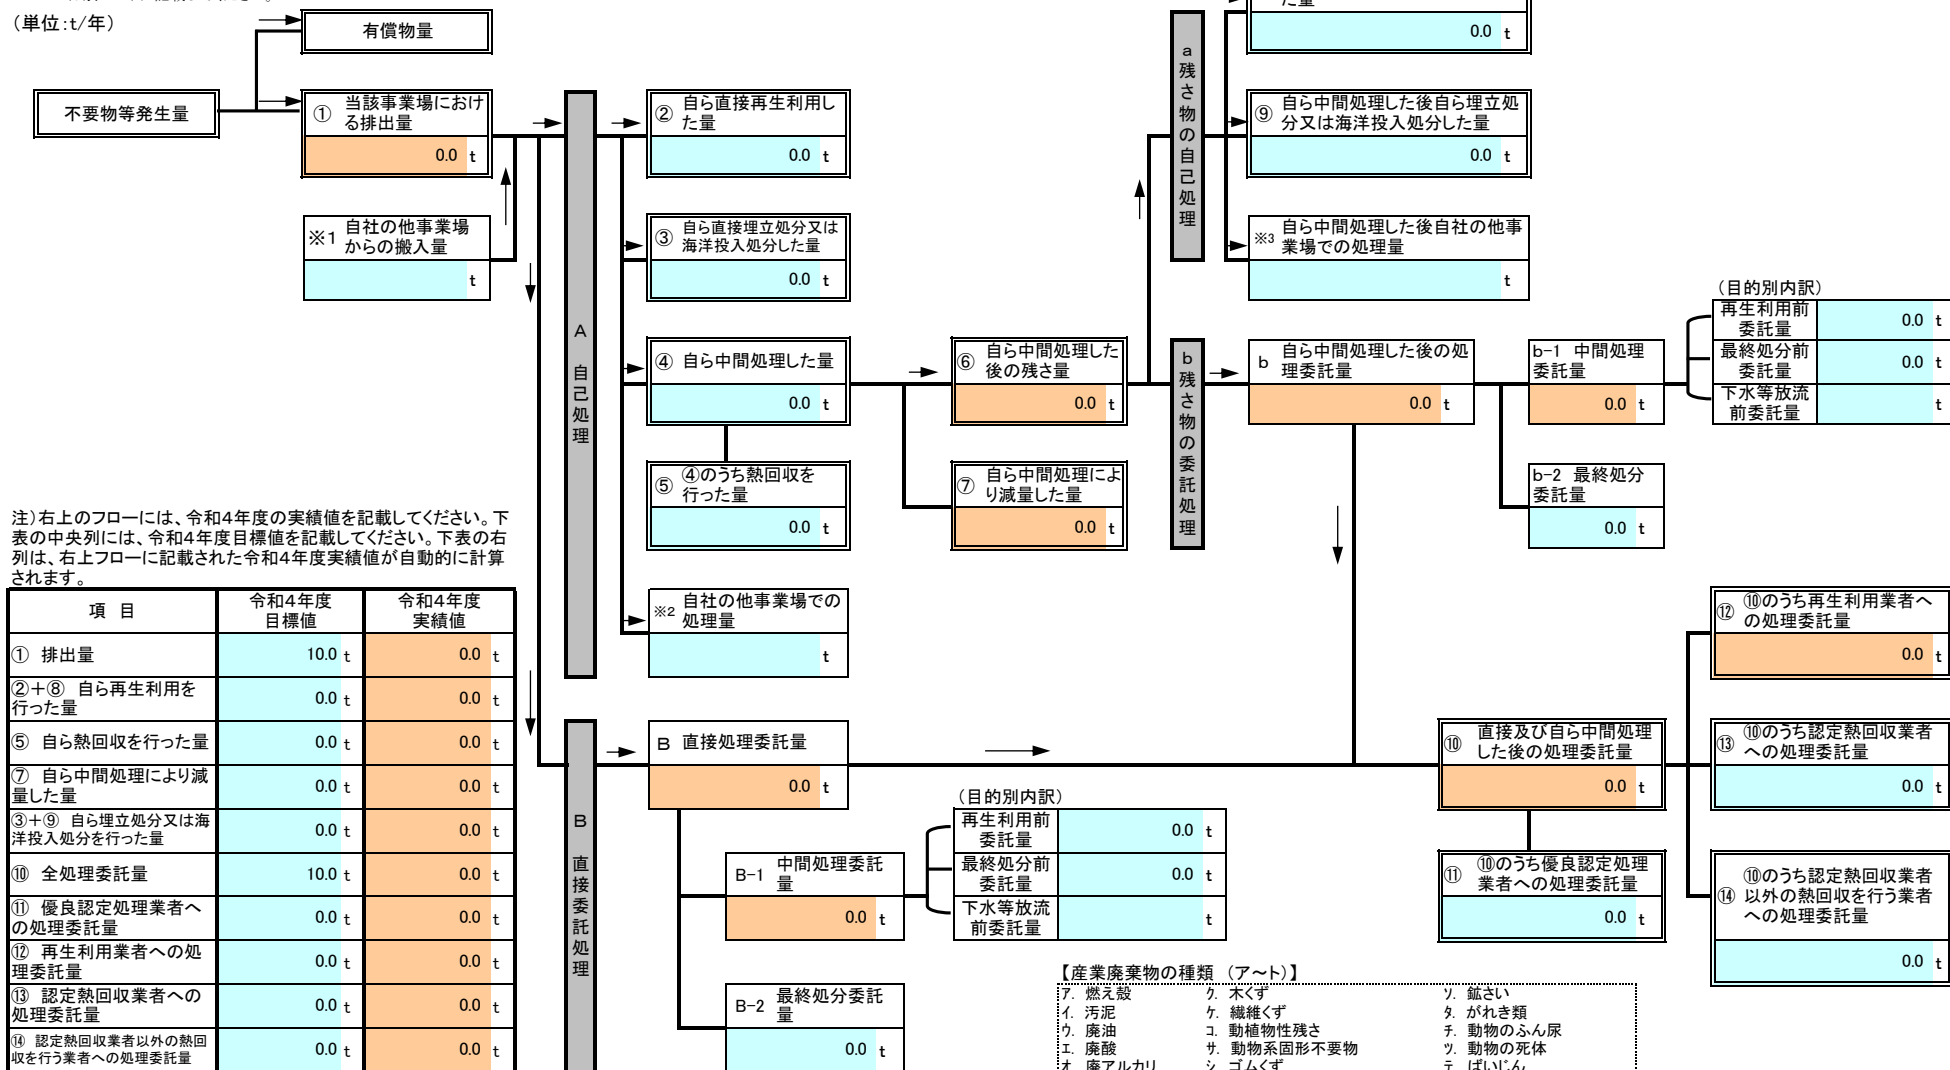 （単位：t/年）
有償物量
不要物等発生量
① 当該事業場におけ
る排出量
0.0 t
※1 自社の他事業場
からの搬入量
t
A 自己処理
② 自ら直接再生利用し
た量
0.0 t
③ 自ら直接埋立処分又は
海洋投入処分した量
0.0 t
④ 自ら中間処理した量
0.0 t
⑤ ④のうち熱回収を
行った量
0.0 t
※2 自社の他事業場での
処理量
t
⑥ 自ら中間処理した
後の残さ量
0.0 t
⑦ 自ら中間処理によ
り減量した量
0.0 t
a 残さ物の自己処理
た量
0.0 t
⑨ 自ら中間処理した後自ら埋立処
分又は海洋投入処分した量
0.0 t
※3 自ら中間処理した後自社の他事
業場での処理量
t
b 残さ物の委託処理
b 自ら中間処理した後の処
理委託量
0.0 t
b-1 中間処理
委託量
0.0 t
（目的別内訳）
再生利用前
委託量
0.0 t
最終処分前
委託量
0.0 t
下水等放流
前委託量
t
b-2 最終処分
委託量
0.0 t
注）右上のフローには、令和４年度の実績値を記載してください。下
表の中央列には、令和４年度目標値を記載してください。下表の右
列は、右上フローに記載された令和４年度実績値が自動的に計算
されます。
項 目 令和４年度 目標値 令和４年度 実績値
① 排出量 10.0 t 0.0 t
②＋⑧ 自ら再生利用を
行った量 0.0 t 0.0 t
⑤ 自ら熱回収を行った量 0.0 t 0.0 t
⑦ 自ら中間処理により減
量した量 0.0 t 0.0 t
③＋⑨ 自ら埋立処分又は海
洋投入処分を行った量 0.0 t 0.0 t
⑩ 全処理委託量 10.0 t 0.0 t
⑪ 優良認定処理業者へ
の処理委託量 0.0 t 0.0 t
⑫ 再生利用業者への処
理委託量 0.0 t 0.0 t
⑬ 認定熱回収業者への
処理委託量 0.0 t 0.0 t
⑭ 認定熱回収業者以外の熱回
収を行う業者への処理委託量 0.0 t 0.0 t
B 直接委託処理
B 直接処理委託量
0.0 t
B-1 中間処理委託
量
0.0 t
（目的別内訳）
再生利用前
委託量
0.0 t
最終処分前
委託量
0.0 t
下水等放流
前委託量
t
B-2 最終処分委託
量
0.0 t
⑩ 直接及び自ら中間処理
した後の処理委託量
0.0 t
⑪ ⑩のうち優良認定処理
業者への処理委託量
0.0 t
⑫ ⑩のうち再生利用業者へ
の処理委託量
0.0 t
⑬ ⑩のうち認定熱回収業者
への処理委託量
0.0 t
⑭ ⑩のうち認定熱回収業者
以外の熱回収を行う業者
への処理委託量
0.0 t
【産業廃棄物の種類 （ア～ト）】
ア. 燃え殻 ク. 木くず ソ. 鉱さい
イ. 汚泥 ケ. 繊維くず タ. がれき類
ウ. 廃油 コ. 動植物性残さ チ. 動物のふん尿
エ. 廃酸 サ. 動物系固形不要物 ツ. 動物の死体
オ. 廃アルカリ シ. ゴムくず テ. ばいじん